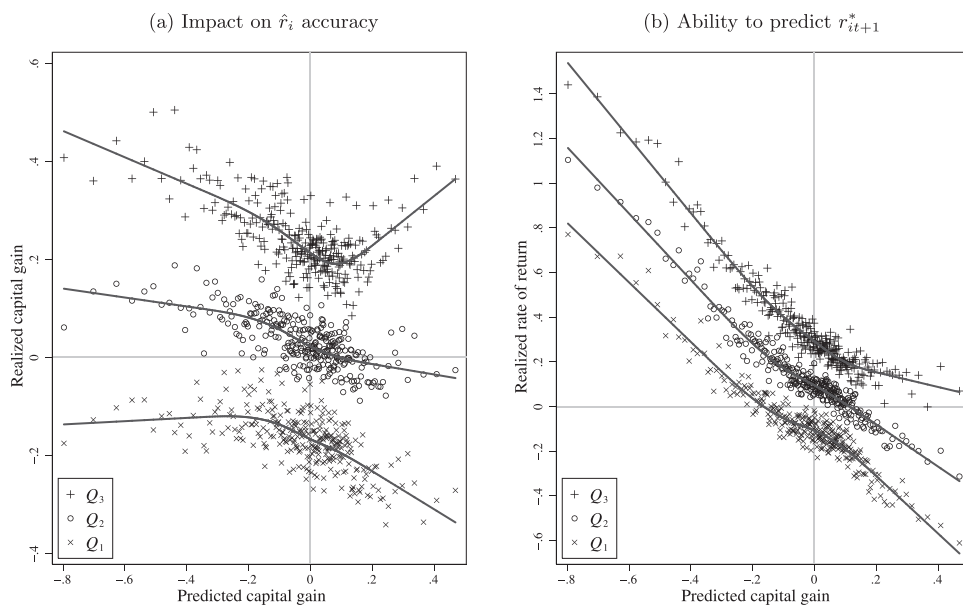 (a) Impact on r̂ᵢ accuracy
Realized capital gain
.6
.4
.2
0
−.2
−.4
Q₃
Q₂
Q₁
−.8 −.6 −.4 −.2 0 .2 .4
Predicted capital gain
(b) Ability to predict r*ᵢₜ₊₁
Realized rate of return
1.4
1.2
1
.8
.6
.4
.2
0
−.2
−.4
−.6
Q₃
Q₂
Q₁
−.8 −.6 −.4 −.2 0 .2 .4
Predicted capital gain